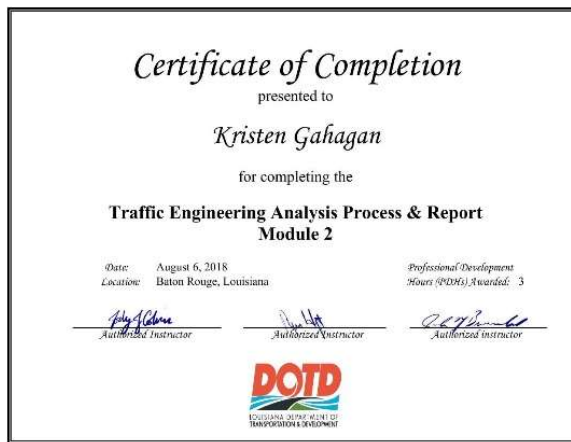 Certificate of Completion
presented to
Kristen Gahagan
for completing the
Traffic Engineering Analysis Process & Report
Module 2
Date: August 6, 2018
Location: Baton Rouge, Louisiana
Professional Development
Hours (PDHs) Awarded: 3
Authorized Instructor
Authorized Instructor
Authorized instructor
DOTD
LOUISIANA DEPARTMENT OF
TRANSPORTATION & DEVELOPMENT